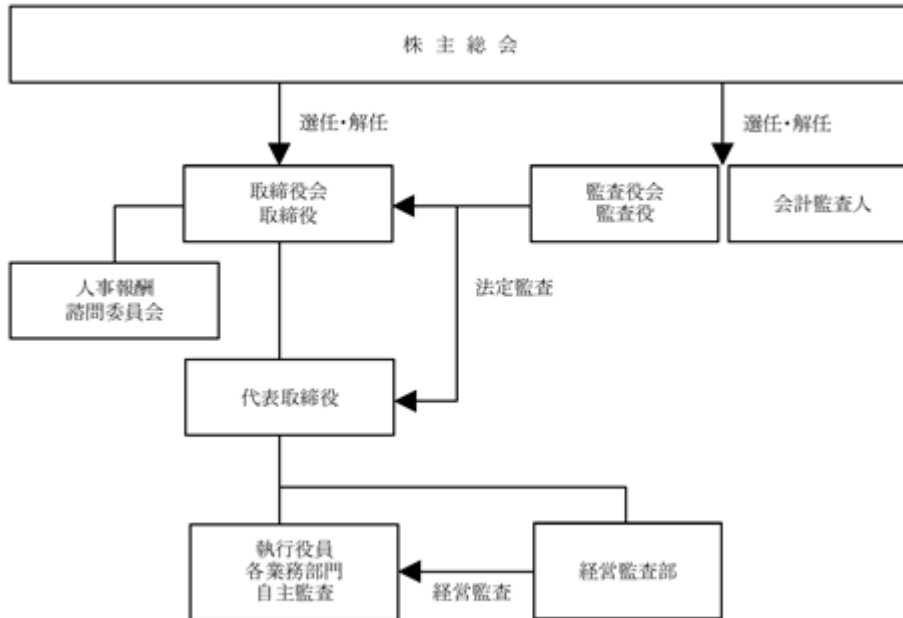 株主総会
選任・解任
選任・解任
取締役会
取締役
監査役会
監査役
会計監査人
人事報酬
諮問委員会
法定監査
代表取締役
執行役員
各業務部門
自主監査
経営監査
経営監査部